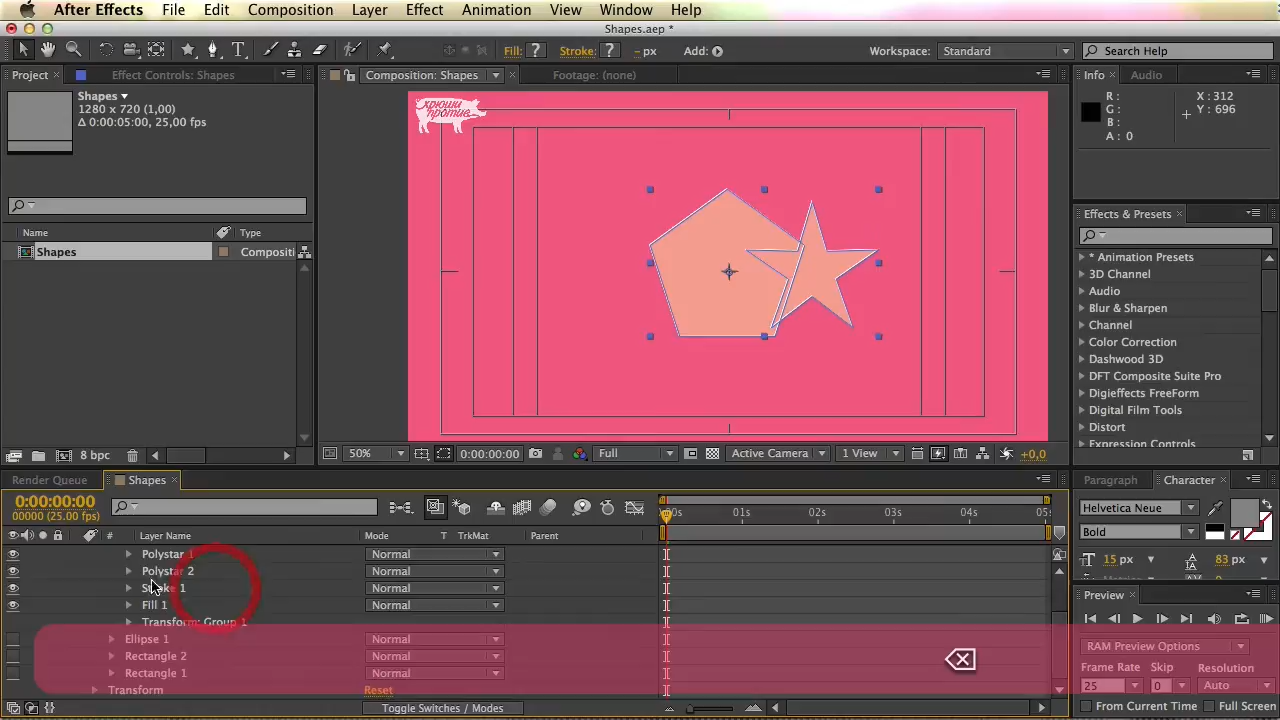 After Effects File Edit Composition Layer Effect Animation View Window Help
Shapes.aep *
Fill: ? Stroke: ? - px Add: Workspace: Standard Search Help
Project Effect Controls: Shapes Composition: Shapes Footage: (none) Info Audio
Shapes
1280 x 720 (1,00)
Δ 0:00:05:00, 25,00 fps
хрюши
против
R :
G :
B :
A : 0
X : 312
Y : 696
Effects & Presets
Name Type
Shapes Compositi
* Animation Presets
3D Channel
Audio
Blur & Sharpen
Channel
Color Correction
Dashwood 3D
DFT Composite Suite Pro
Digieffects FreeForm
Digital Film Tools
Distort
Expression Controls
8 bpc 50% 0:00:00:00 Full Active Camera 1 View +0,0
Render Queue Shapes Paragraph Character
0:00:00:00
00000 (25.00 fps)
00s 01s 02s 03s 04s 05s
# Layer Name Mode T TrkMat Parent
Helvetica Neue
Bold
15 px 83 px
Polystar 1 Normal
Polystar 2 Normal
Stroke 1 Normal
Fill 1 Normal
Transform: Group 1
Ellipse 1 Normal
Rectangle 2 Normal
Rectangle 1 Normal
Transform Reset
Toggle Switches / Modes
Preview
RAM Preview Options
Frame Rate Skip Resolution
25 0 Auto
From Current Time Full Screen